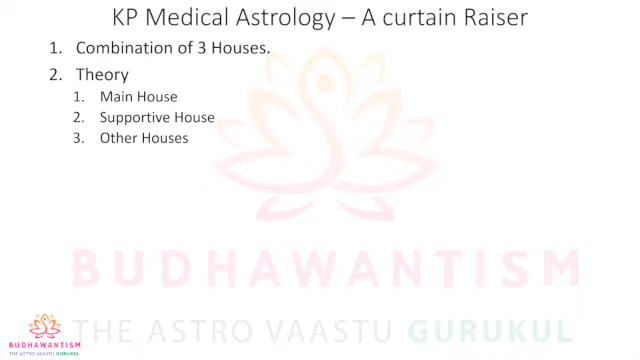 KP Medical Astrology – A curtain Raiser
1. Combination of 3 Houses.
2. Theory
1. Main House
2. Supportive House
3. Other Houses
BUDHAWANTISM
THE ASTRO VAASTU GURUKUL
BUDHAWANTISM
THE ASTRO VAASTU GURUKUL